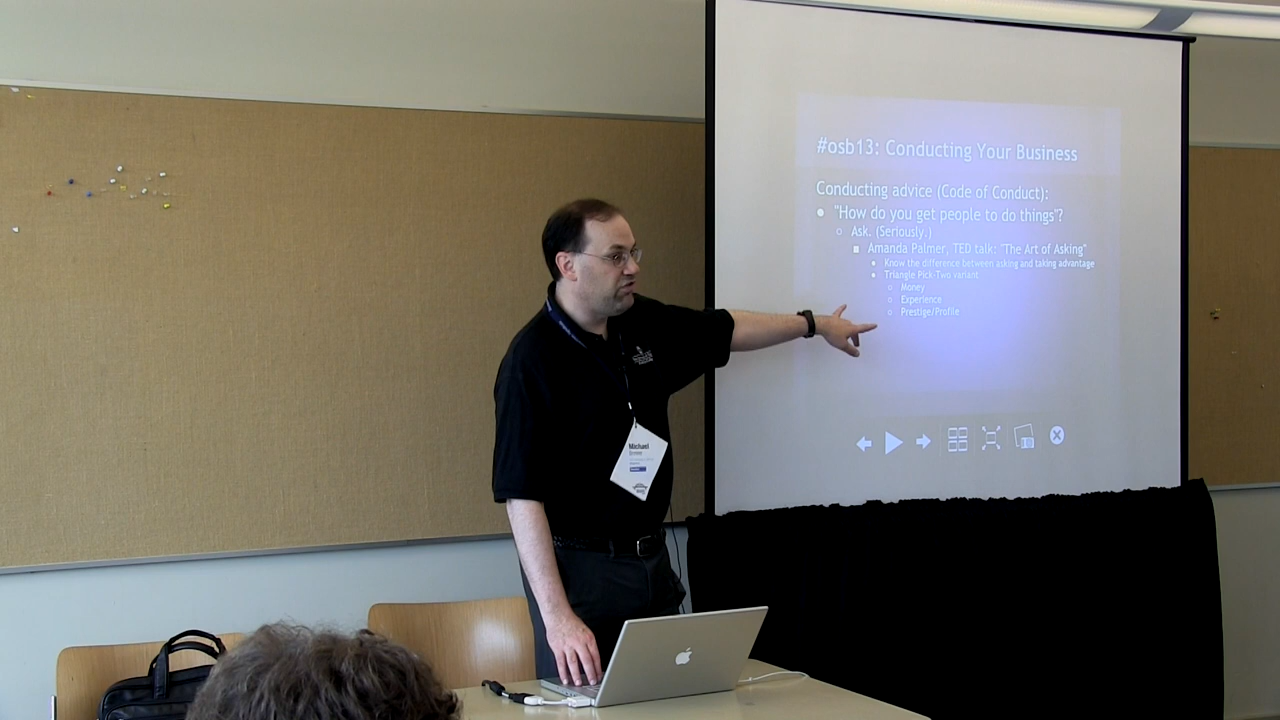 #osb13: Conducting Your Business
Conducting advice (Code of Conduct):
• "How do you get people to do things"?
○ Ask. (Seriously.)
■ Amanda Palmer, TED talk: "The Art of Asking"
• Know the difference between asking and taking advantage
• Triangle Pick-Two variant
○ Money
○ Experience
○ Prestige/Profile
Michael